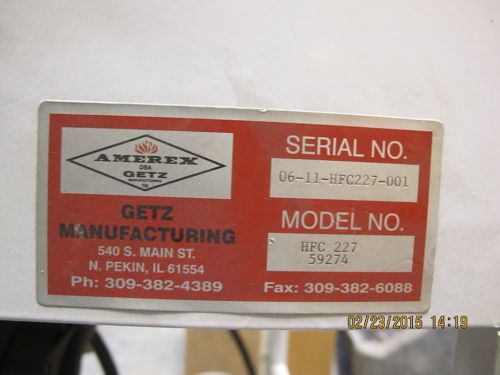 AMEREX
DBA
GETZ
MANUFACTURING
GETZ
MANUFACTURING
540 S. MAIN ST.
N. PEKIN, IL 61554
Ph: 309-382-4389
SERIAL NO.
06-11-HFC227-001
MODEL NO.
HFC 227
59274
Fax: 309-382-6088
02/23/2015 14:19